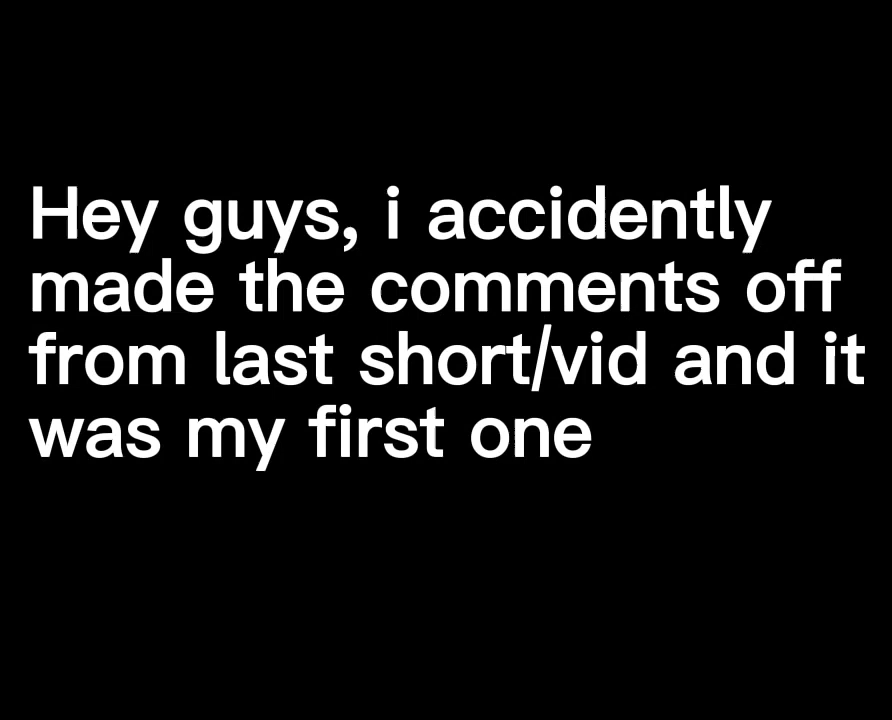 Hey guys, i accidently
made the comments off
from last short/vid and it
was my first one